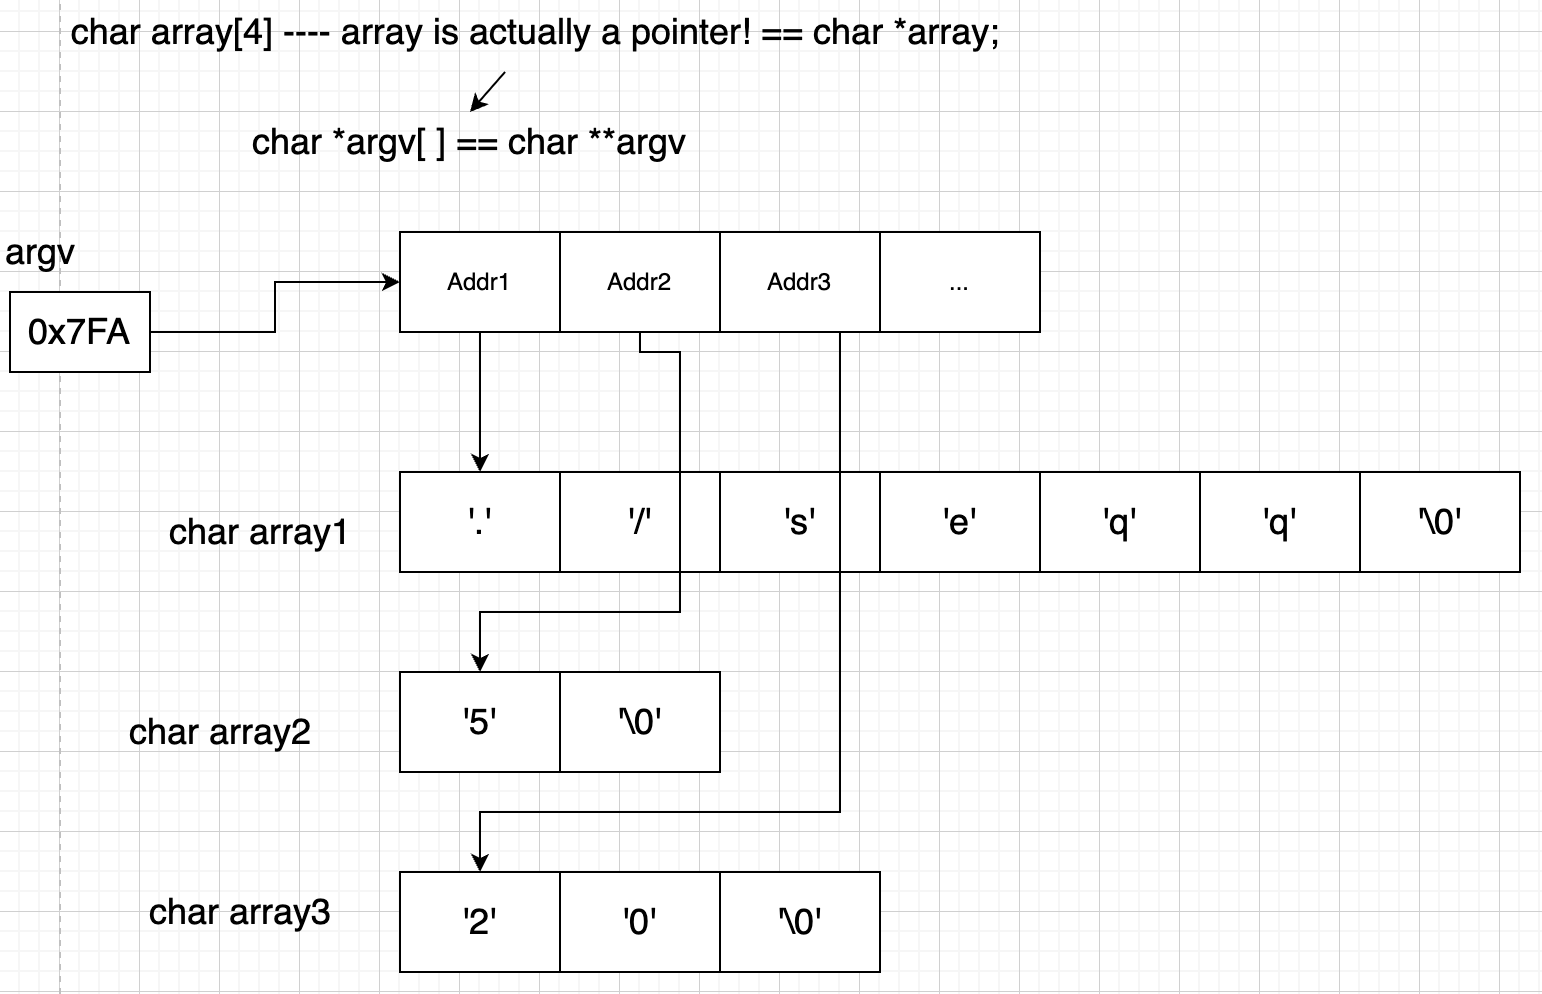 char array[4] ---- array is actually a pointer! == char *array;
char *argv[ ] == char **argv
argv
0x7FA
Addr1 Addr2 Addr3 ...
char array1 '.' '/' 's' 'e' 'q' 'q' '\0'
char array2 '5' '\0'
char array3 '2' '0' '\0'